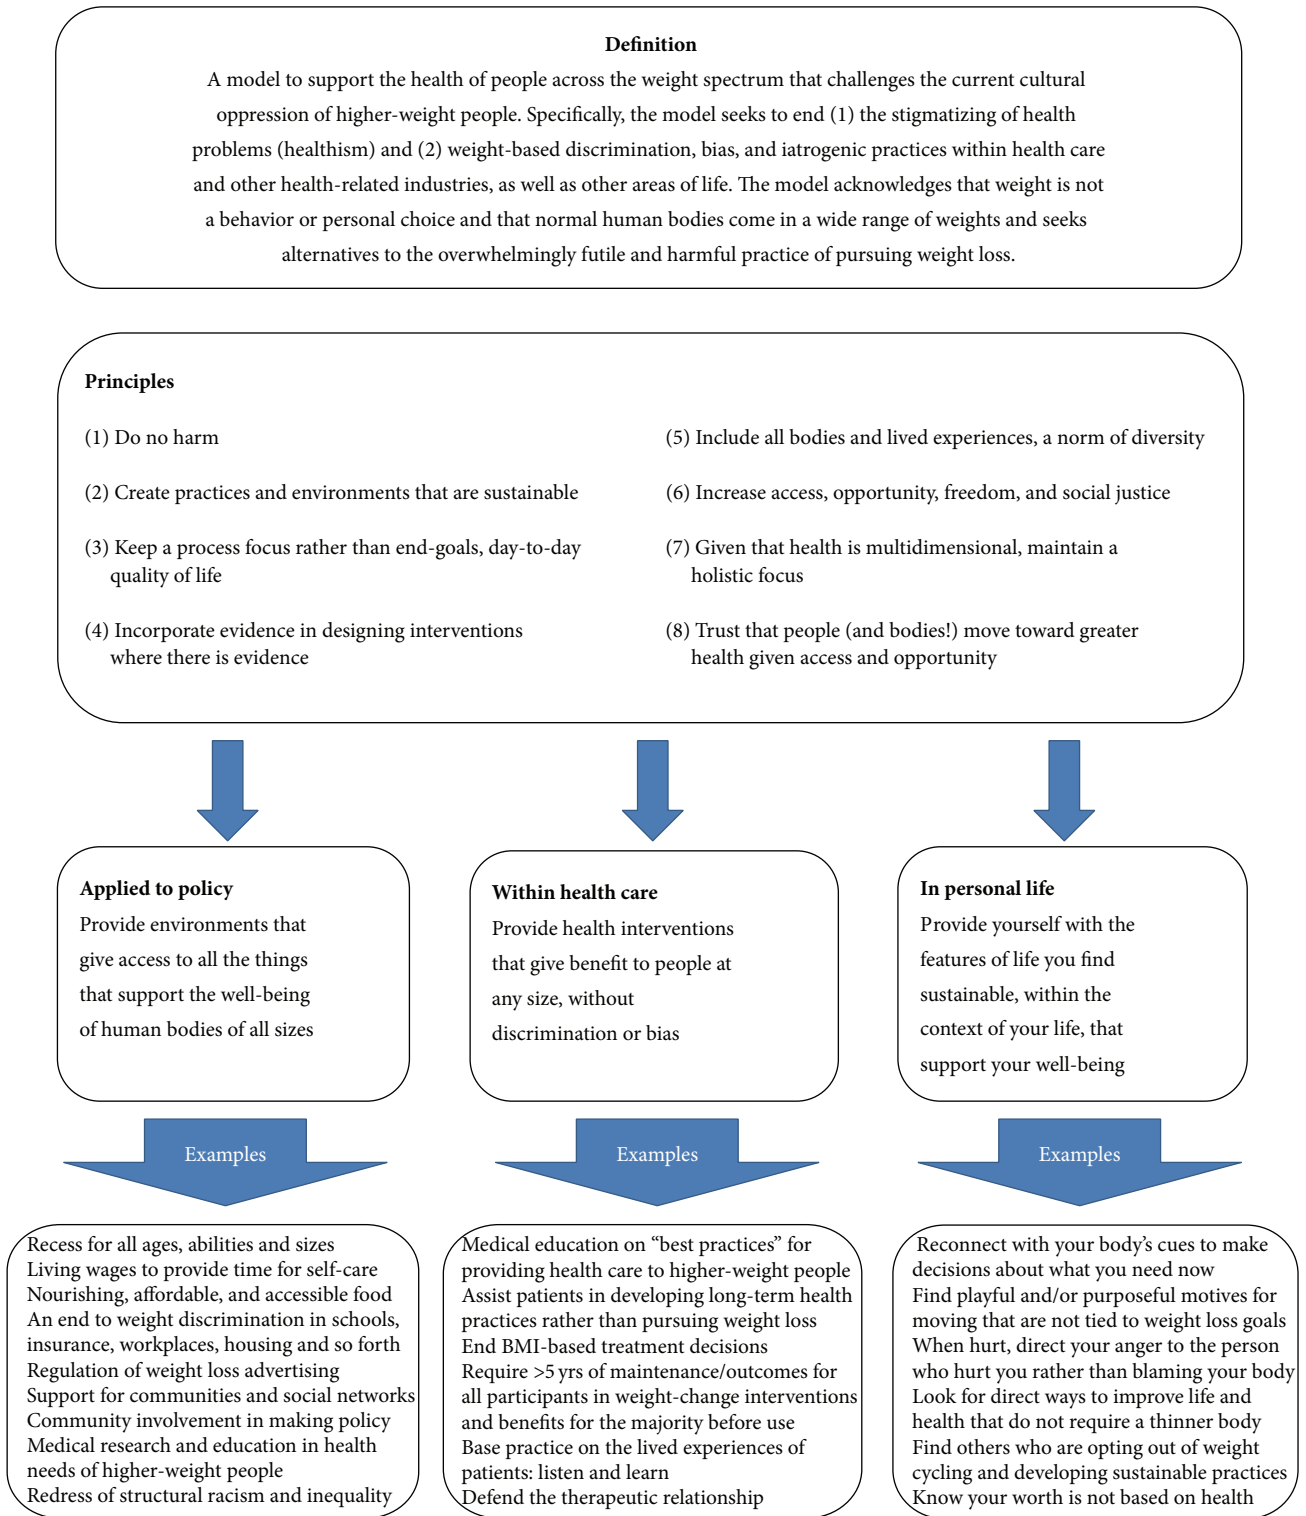 Definition
A model to support the health of people across the weight spectrum that challenges the current cultural
oppression of higher-weight people. Specifically, the model seeks to end (1) the stigmatizing of health
problems (healthism) and (2) weight-based discrimination, bias, and iatrogenic practices within health care
and other health-related industries, as well as other areas of life. The model acknowledges that weight is not
a behavior or personal choice and that normal human bodies come in a wide range of weights and seeks
alternatives to the overwhelmingly futile and harmful practice of pursuing weight loss.
Principles
(1) Do no harm
(2) Create practices and environments that are sustainable
(3) Keep a process focus rather than end-goals, day-to-day
quality of life
(4) Incorporate evidence in designing interventions
where there is evidence
(5) Include all bodies and lived experiences, a norm of diversity
(6) Increase access, opportunity, freedom, and social justice
(7) Given that health is multidimensional, maintain a
holistic focus
(8) Trust that people (and bodies!) move toward greater
health given access and opportunity
Applied to policy
Provide environments that
give access to all the things
that support the well-being
of human bodies of all sizes
Within health care
Provide health interventions
that give benefit to people at
any size, without
discrimination or bias
In personal life
Provide yourself with the
features of life you find
sustainable, within the
context of your life, that
support your well-being
Examples
Examples
Examples
Recess for all ages, abilities and sizes
Living wages to provide time for self-care
Nourishing, affordable, and accessible food
An end to weight discrimination in schools,
insurance, workplaces, housing and so forth
Regulation of weight loss advertising
Support for communities and social networks
Community involvement in making policy
Medical research and education in health
needs of higher-weight people
Redress of structural racism and inequality
Medical education on “best practices” for
providing health care to higher-weight people
Assist patients in developing long-term health
practices rather than pursuing weight loss
End BMI-based treatment decisions
Require >5 yrs of maintenance/outcomes for
all participants in weight-change interventions
and benefits for the majority before use
Base practice on the lived experiences of
patients: listen and learn
Defend the therapeutic relationship
Reconnect with your body’s cues to make
decisions about what you need now
Find playful and/or purposeful motives for
moving that are not tied to weight loss goals
When hurt, direct your anger to the person
who hurt you rather than blaming your body
Look for direct ways to improve life and
health that do not require a thinner body
Find others who are opting out of weight
cycling and developing sustainable practices
Know your worth is not based on health